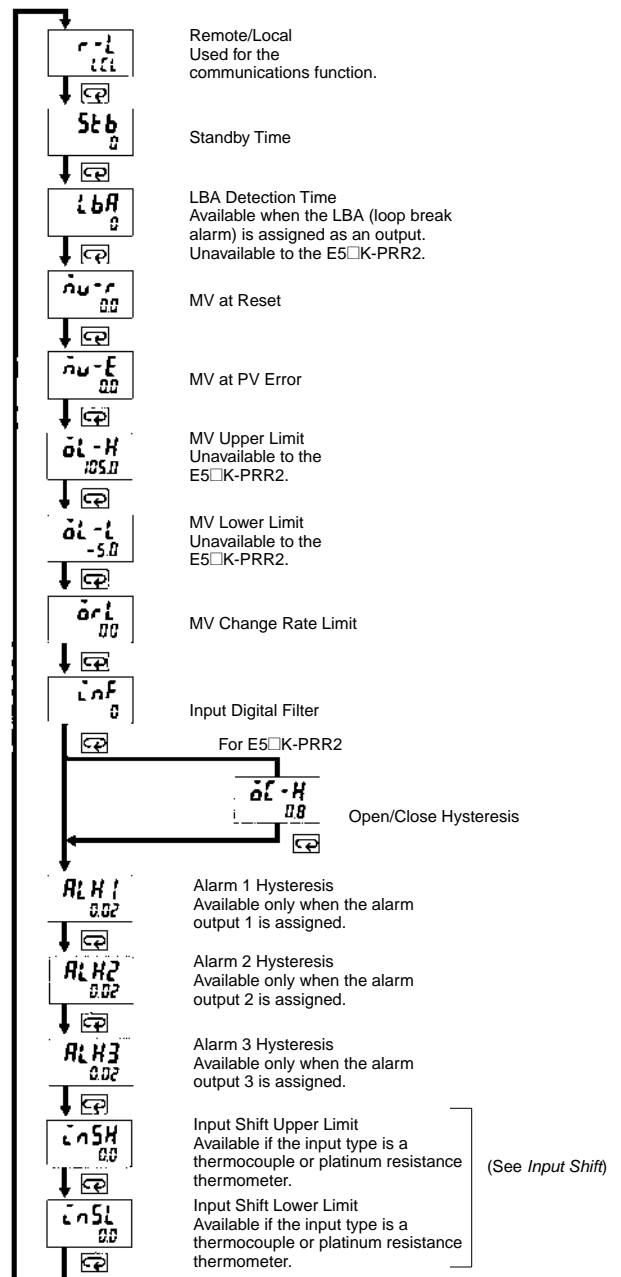 r-L
LCL
Remote/Local
Used for the
communications function.
Stb
0
Standby Time
LbA
0
LBA Detection Time
Available when the LBA (loop break
alarm) is assigned as an output.
Unavailable to the E5□K-PRR2.
mv-r
0.0
MV at Reset
mv-E
0.0
MV at PV Error
oL-H
105.0
MV Upper Limit
Unavailable to the
E5□K-PRR2.
oL-L
-5.0
MV Lower Limit
Unavailable to the
E5□K-PRR2.
orL
0.0
MV Change Rate Limit
inF
0
Input Digital Filter
For E5□K-PRR2
oC-H
0.8
Open/Close Hysteresis
ALH1
0.02
Alarm 1 Hysteresis
Available only when the alarm
output 1 is assigned.
ALH2
0.02
Alarm 2 Hysteresis
Available only when the alarm
output 2 is assigned.
ALH3
0.02
Alarm 3 Hysteresis
Available only when the alarm
output 3 is assigned.
inSH
0.0
Input Shift Upper Limit
Available if the input type is a
thermocouple or platinum resistance
thermometer.
(See Input Shift)
inSL
0.0
Input Shift Lower Limit
Available if the input type is a
thermocouple or platinum resistance
thermometer.